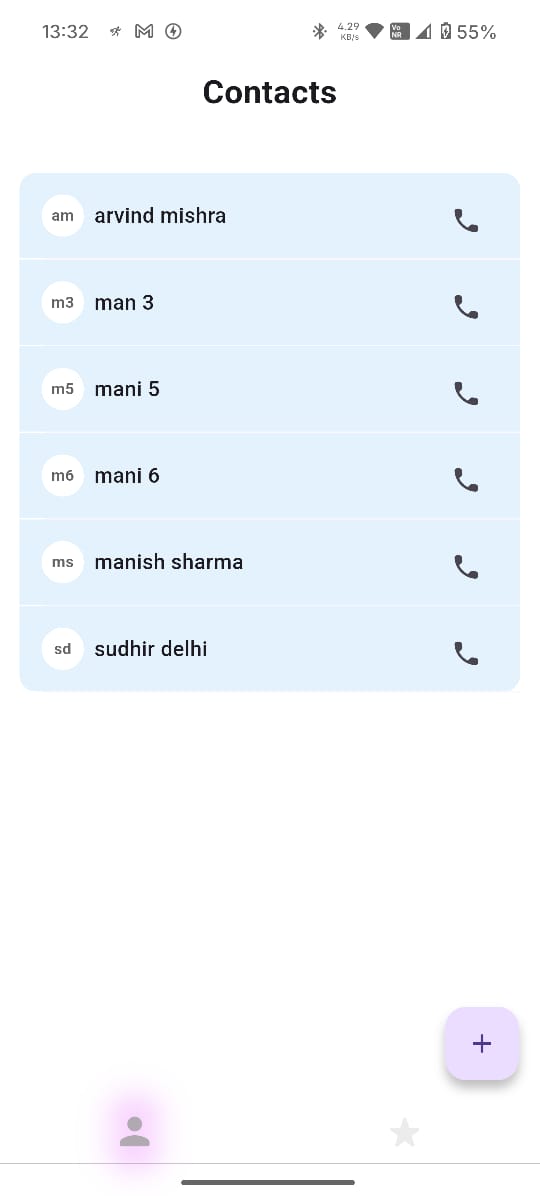 13:32 4.29 KB/s Vo NR 55%
Contacts
am arvind mishra
m3 man 3
m5 mani 5
m6 mani 6
ms manish sharma
sd sudhir delhi
+